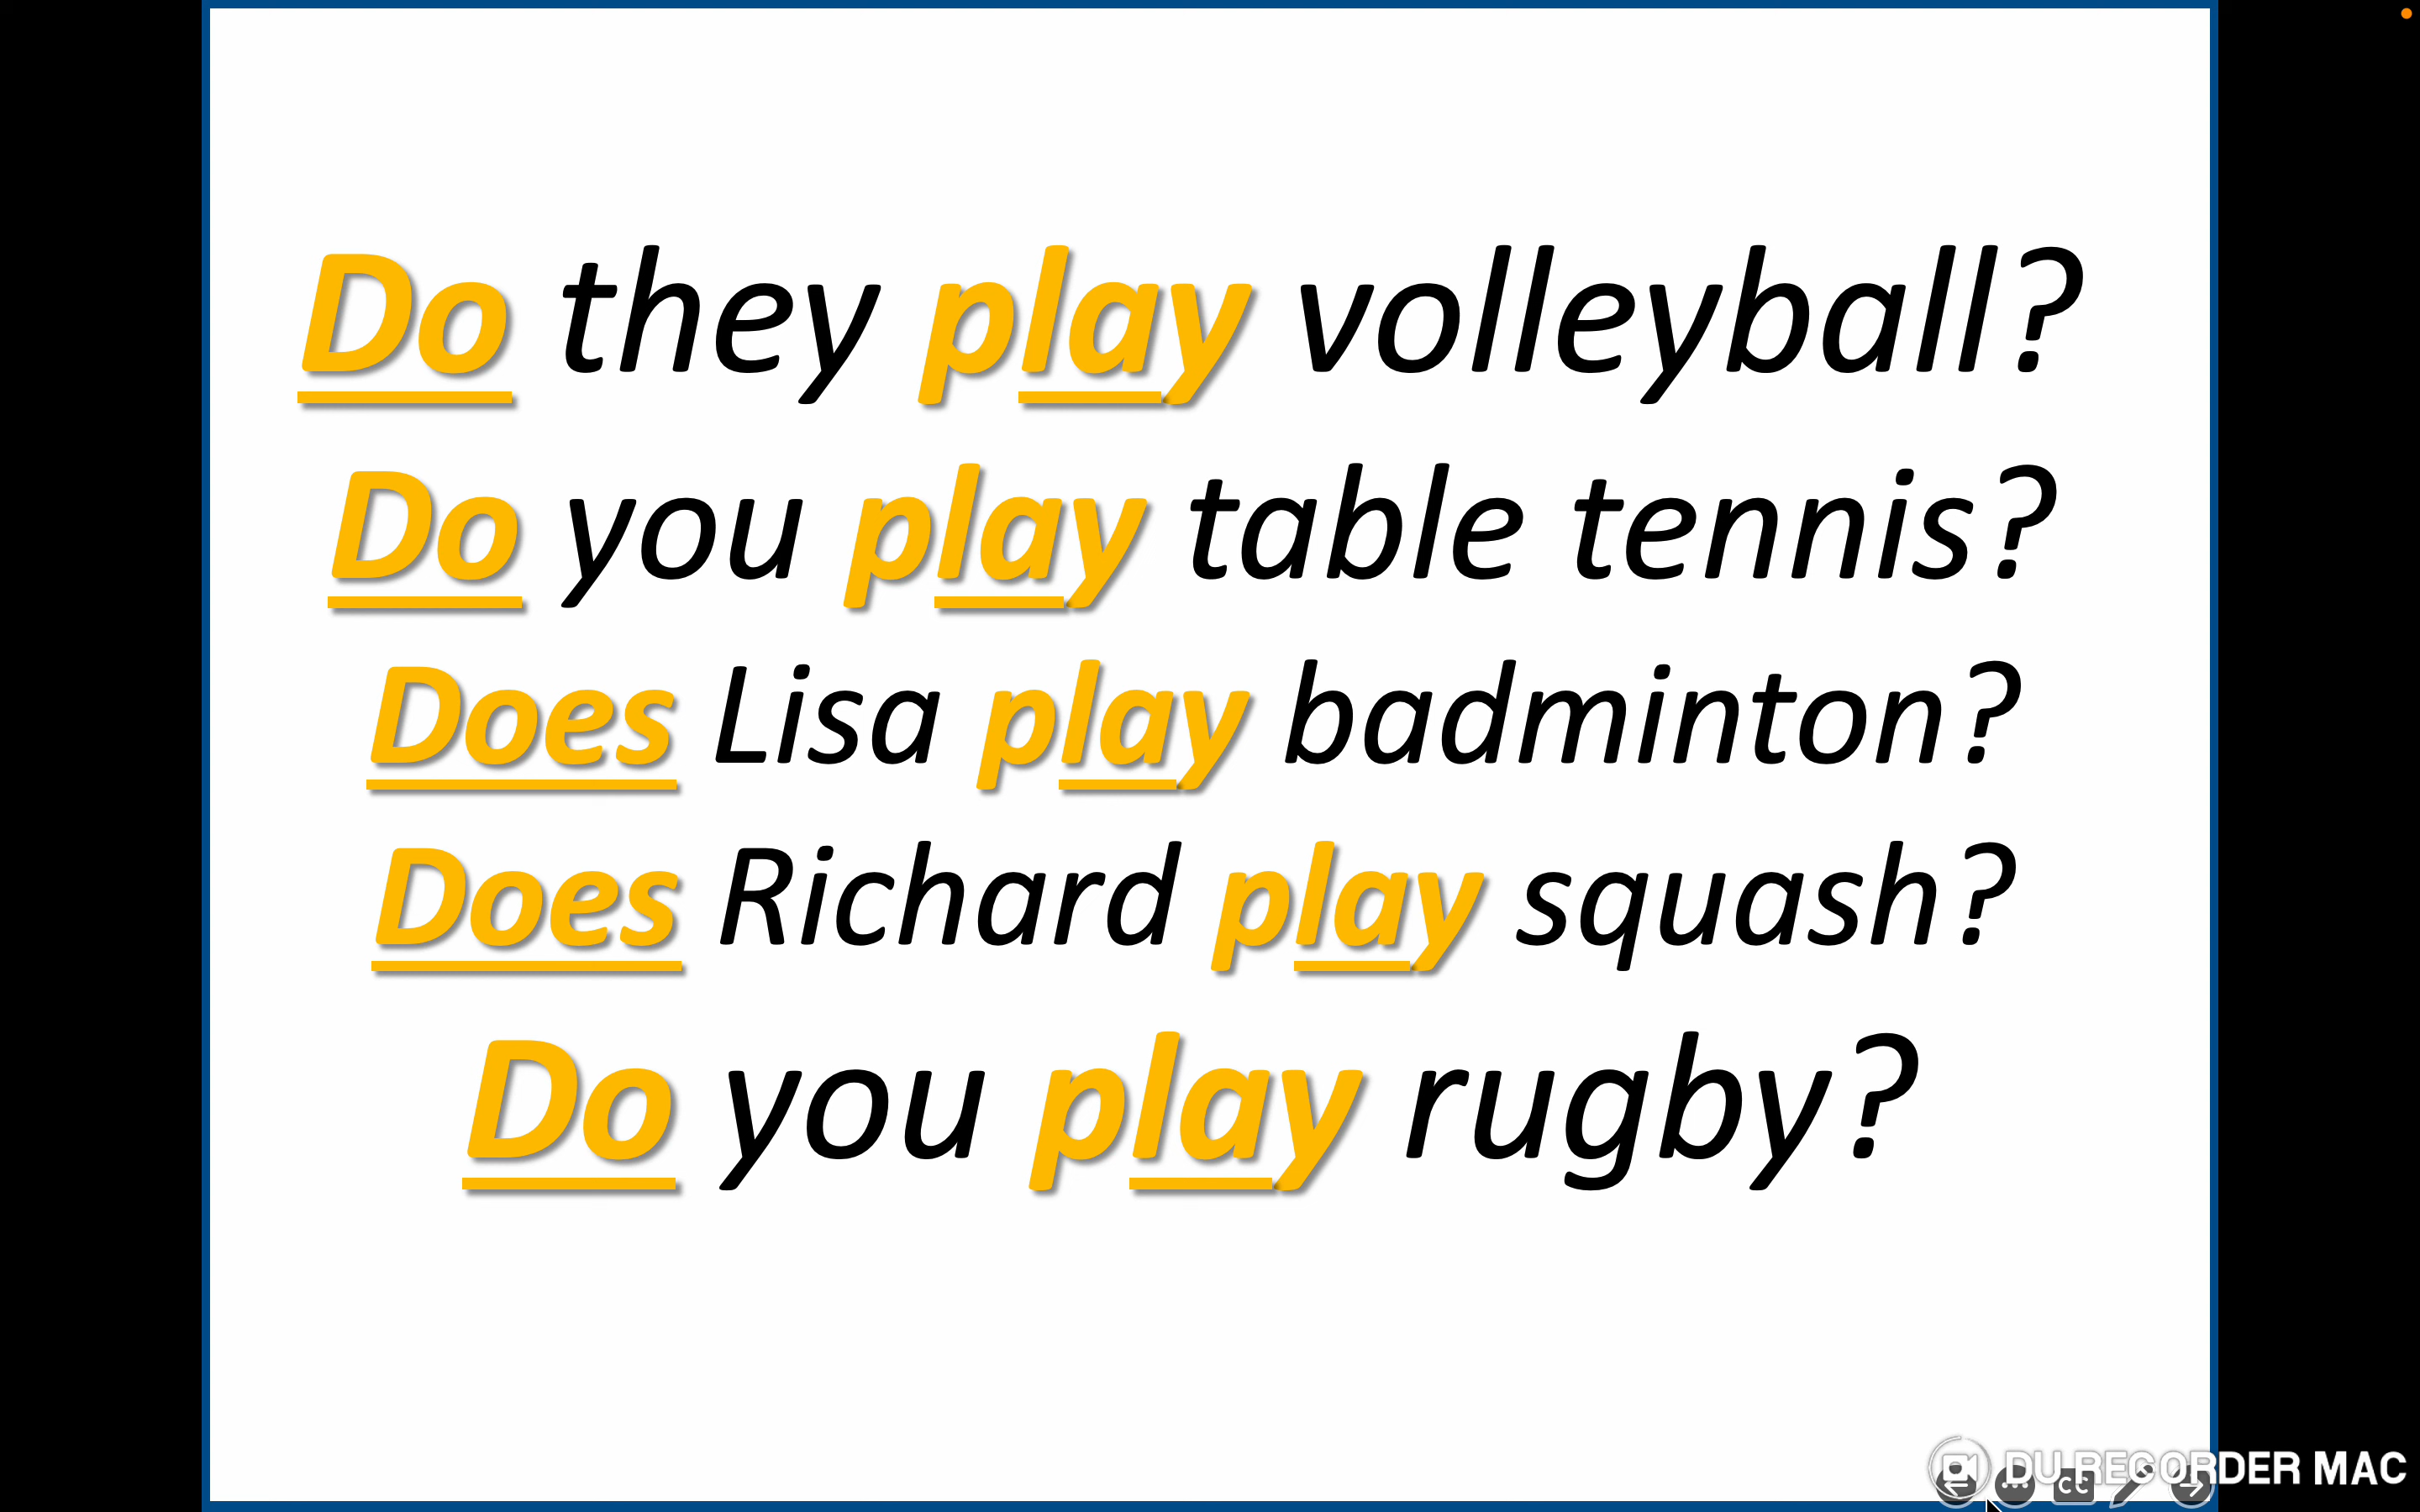 Do they play volleyball?
Do you play table tennis?
Does Lisa play badminton?
Does Richard play squash?
Do you play rugby?
DU RECORDER MAC
CC